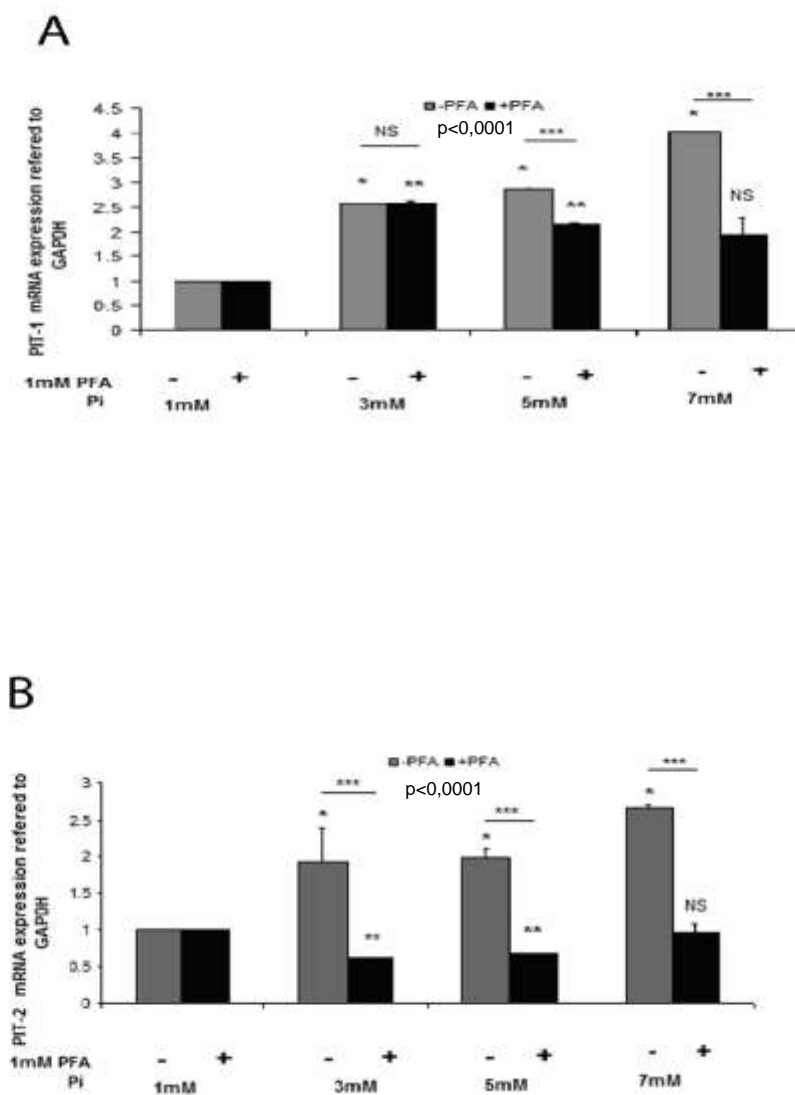 A
-PFA +PFA
p<0,0001
***
NS
***
*
**
*
**
*
NS
PIT-1 mRNA expression refered to
GAPDH
4.5
4
3.5
3
2.5
2
1.5
1
0.5
0
1mM PFA - + - + - + - +
Pi 1mM 3mM 5mM 7mM
B
-PFA +PFA
p<0,0001
***
***
***
*
**
*
**
*
NS
PIT-2 mRNA expression refered to
GAPDH
3
2.5
2
1.5
1
0.5
0
1mM PFA - + - + - + - +
Pi 1mM 3mM 5mM 7mM